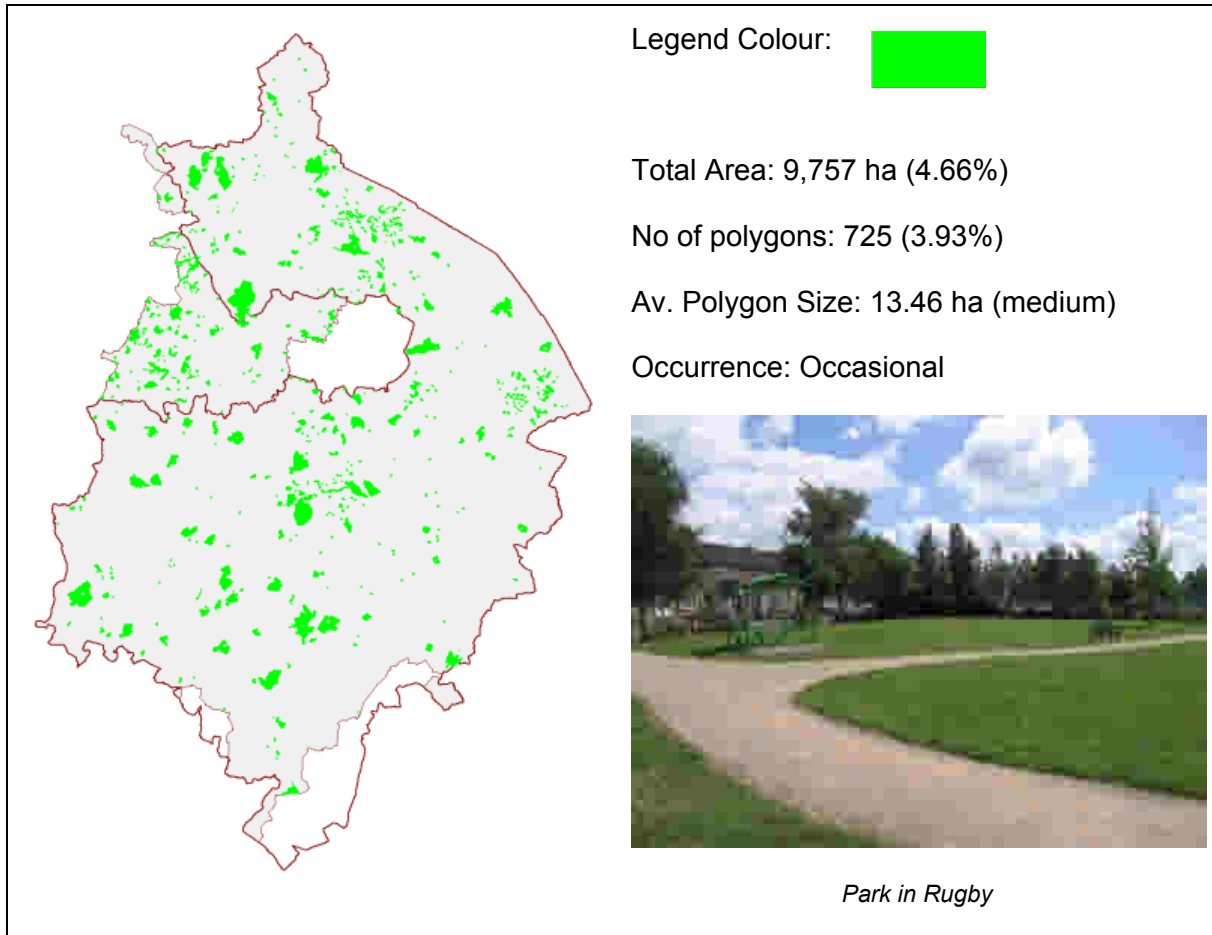 Legend Colour:
Total Area: 9,757 ha (4.66%)
No of polygons: 725 (3.93%)
Av. Polygon Size: 13.46 ha (medium)
Occurrence: Occasional
Park in Rugby